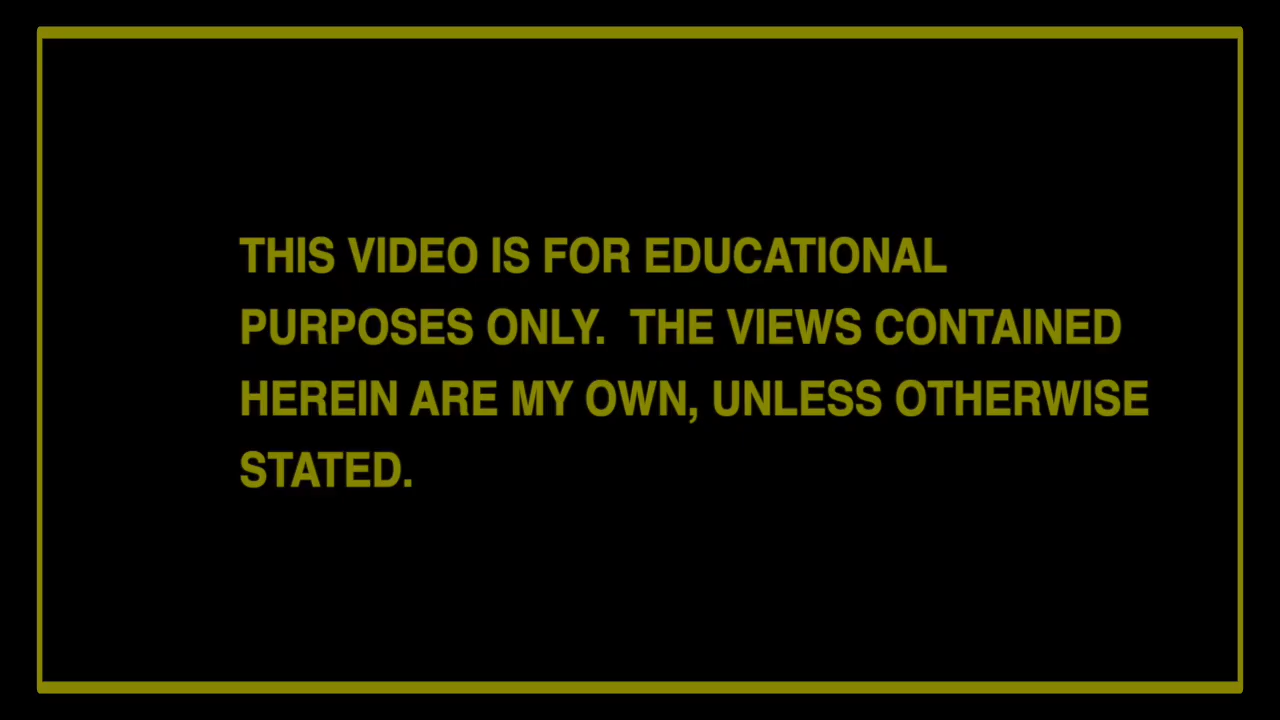 THIS VIDEO IS FOR EDUCATIONAL
PURPOSES ONLY.  THE VIEWS CONTAINED
HEREIN ARE MY OWN, UNLESS OTHERWISE
STATED.